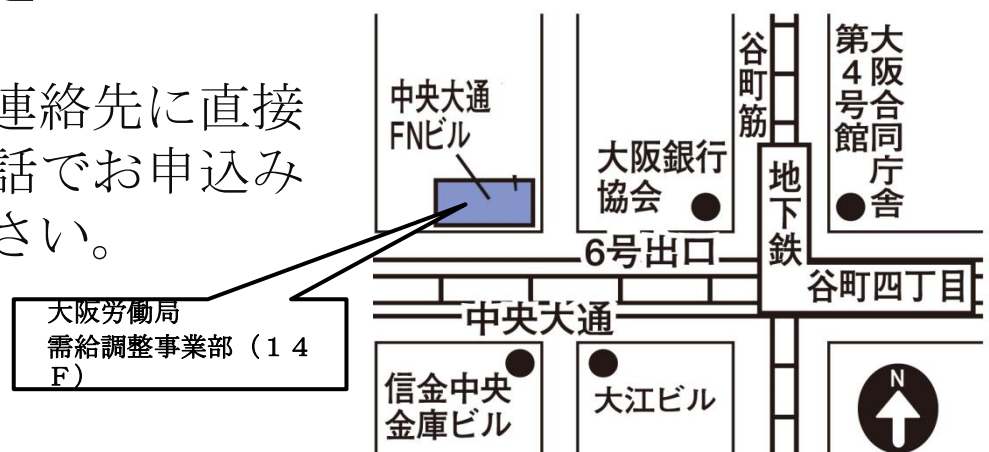 連絡先に直接
話でお申込み
さい。
大阪労働局
需給調整事業部（１４
Ｆ）
中央大通
FNビル
大阪銀行
協会
谷町筋
大阪合同庁舎
第4号館
地下鉄
谷町四丁目
6号出口
中央大通
信金中央
金庫ビル
大江ビル
N